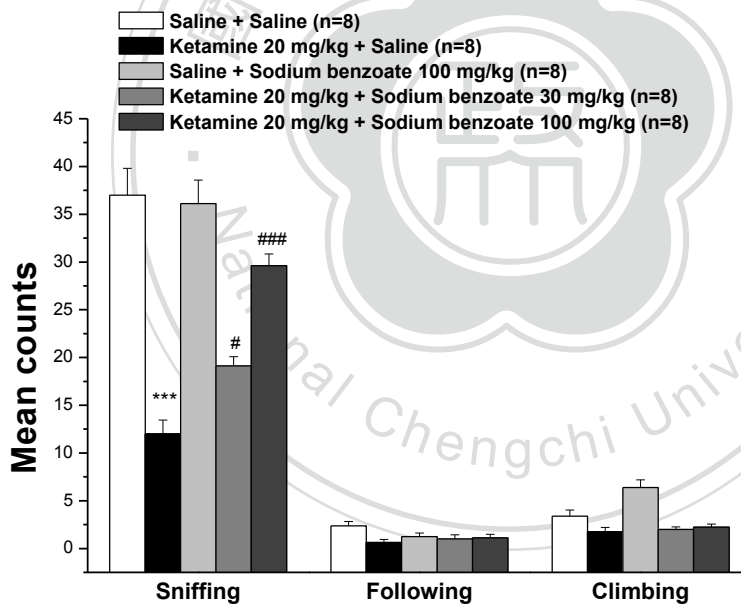 Saline + Saline (n=8)
Ketamine 20 mg/kg + Saline (n=8)
Saline + Sodium benzoate 100 mg/kg (n=8)
Ketamine 20 mg/kg + Sodium benzoate 30 mg/kg (n=8)
Ketamine 20 mg/kg + Sodium benzoate 100 mg/kg (n=8)
45
40
35
30
25
20
15
10
5
0
Mean counts
***
#
###
Sniffing Following Climbing
National Chengchi Unive